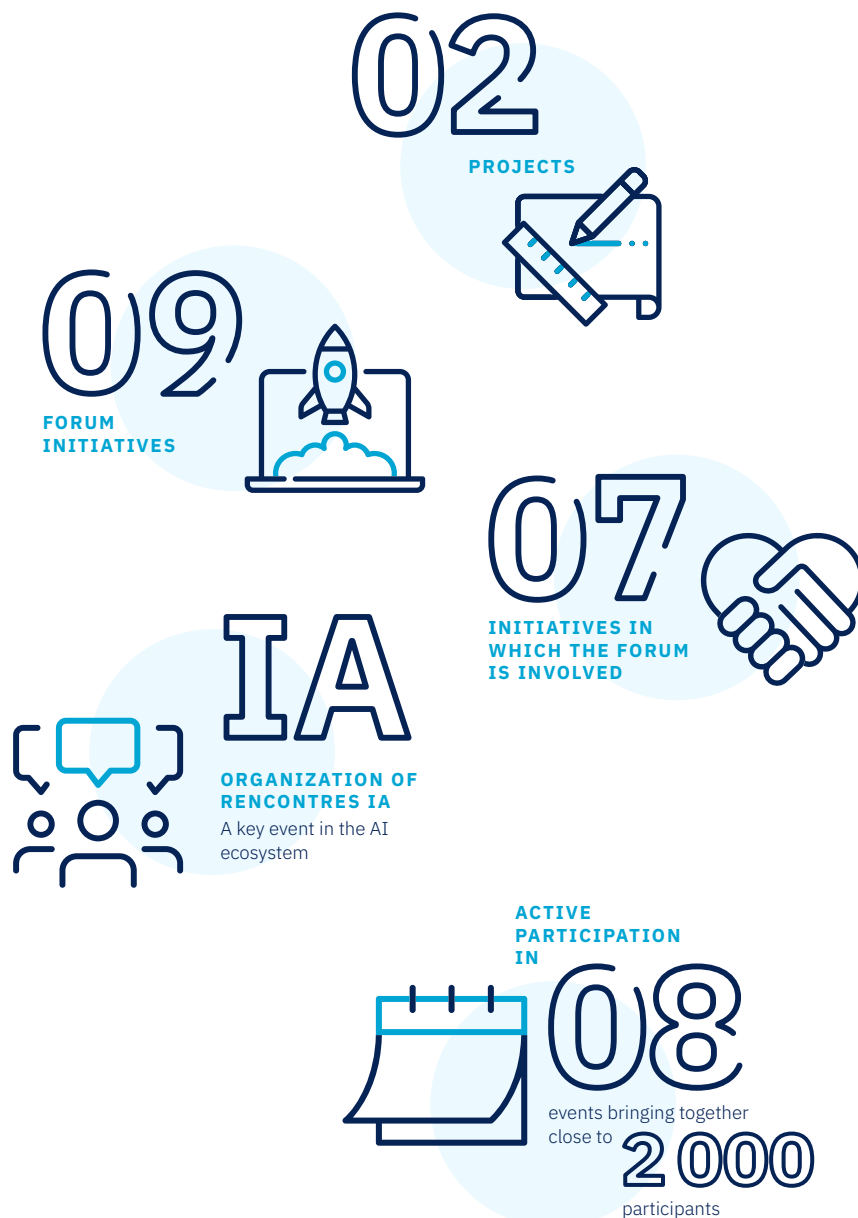 02
PROJECTS
09
FORUM
INITIATIVES
07
INITIATIVES IN
WHICH THE FORUM
IS INVOLVED
IA
ORGANIZATION OF
RENCONTRES IA
A key event in the AI
ecosystem
ACTIVE
PARTICIPATION
IN
08
events bringing together
close to 2 000
participants